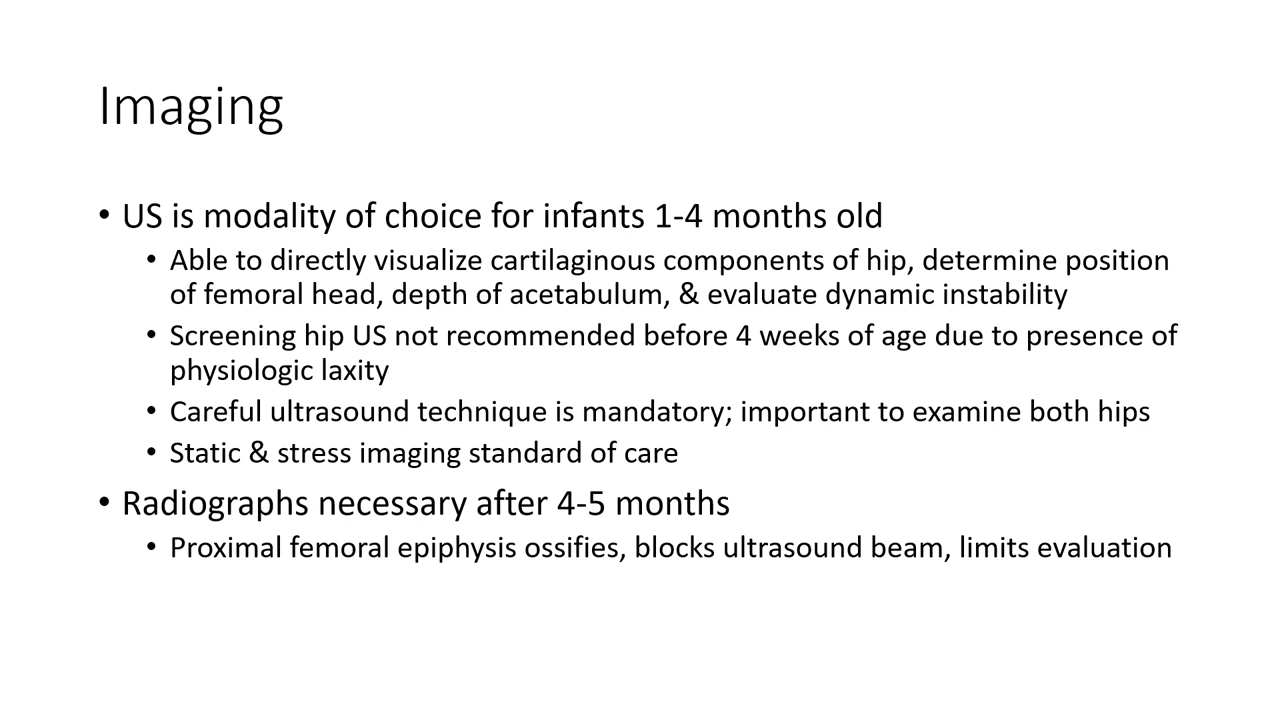 Imaging
• US is modality of choice for infants 1-4 months old
• Able to directly visualize cartilaginous components of hip, determine position
of femoral head, depth of acetabulum, & evaluate dynamic instability
• Screening hip US not recommended before 4 weeks of age due to presence of
physiologic laxity
• Careful ultrasound technique is mandatory; important to examine both hips
• Static & stress imaging standard of care
• Radiographs necessary after 4-5 months
• Proximal femoral epiphysis ossifies, blocks ultrasound beam, limits evaluation